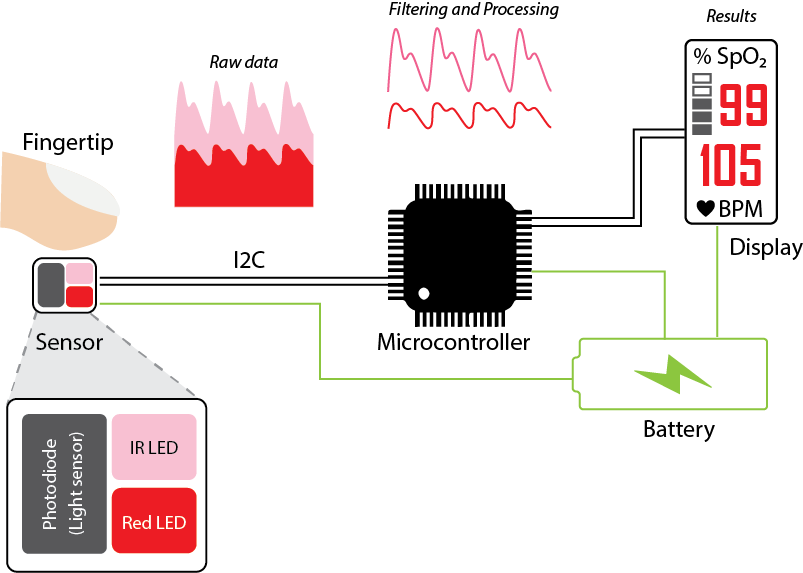 Filtering and Processing
Results
Raw data
% SpO₂
99
105
BPM
Fingertip
Display
I2C
Sensor
Microcontroller
Battery
Photodiode
(Light sensor)
IR LED
Red LED